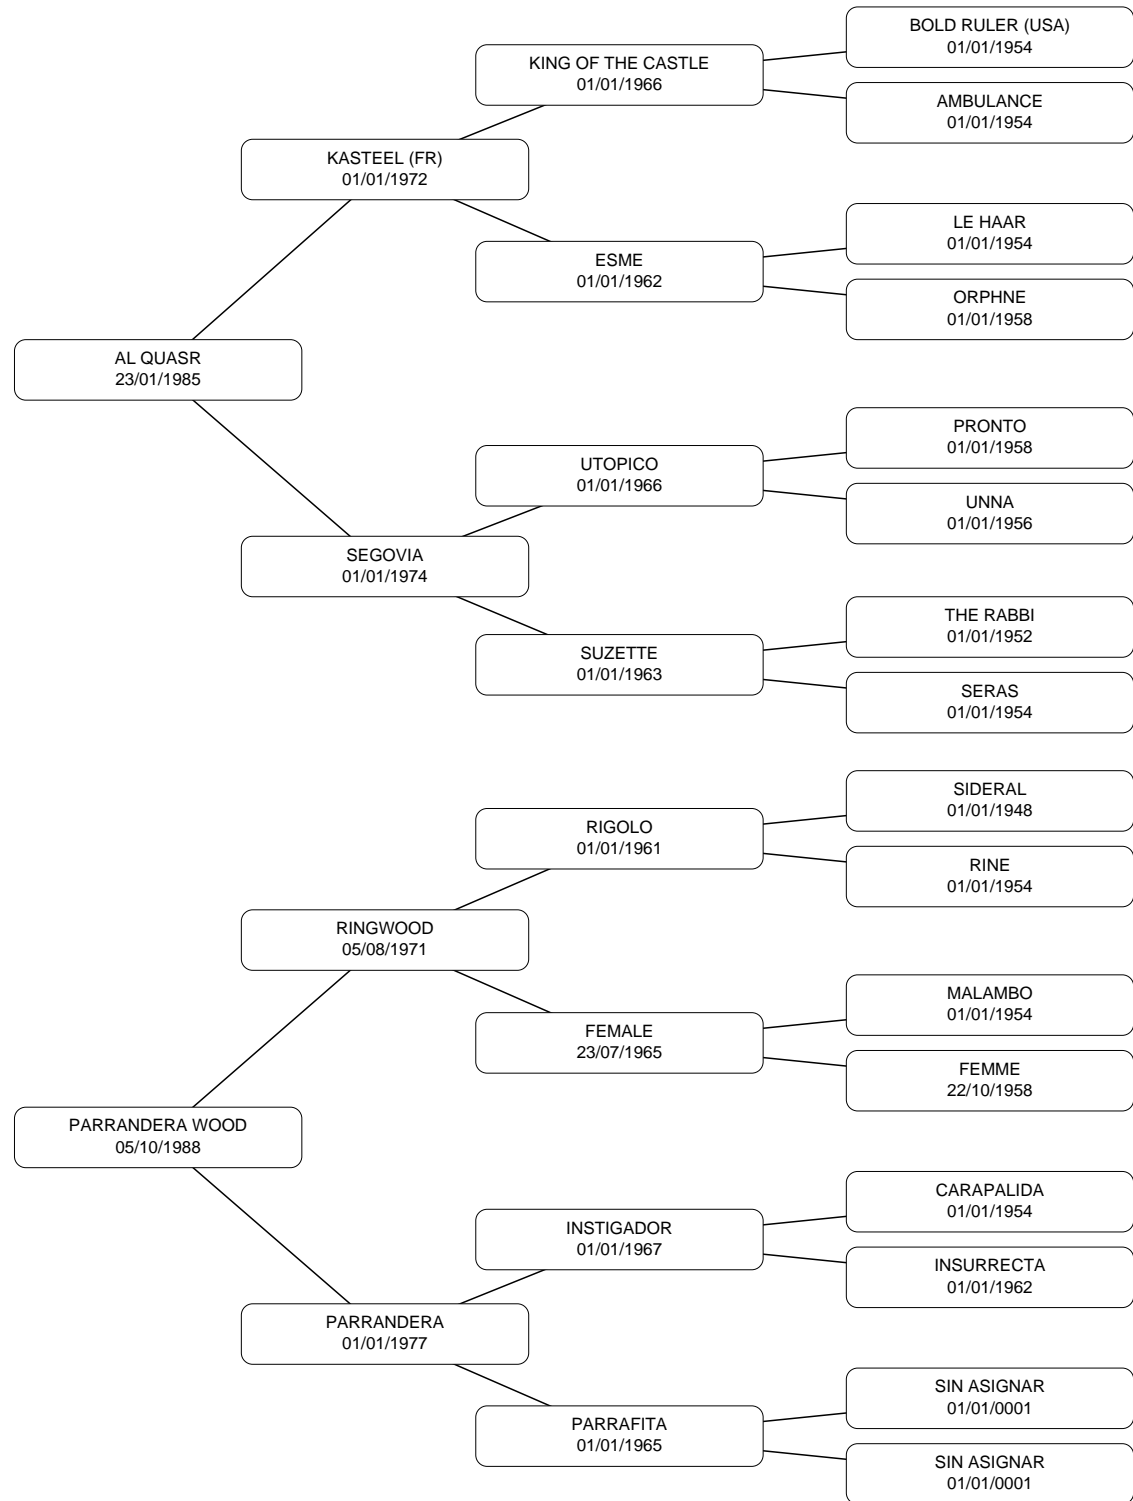 BOLD RULER (USA)
01/01/1954
KING OF THE CASTLE
01/01/1966
AMBULANCE
01/01/1954
KASTEEL (FR)
01/01/1972
LE HAAR
01/01/1954
ESME
01/01/1962
ORPHNE
01/01/1958
AL QUASR
23/01/1985
PRONTO
01/01/1958
UTOPICO
01/01/1966
UNNA
01/01/1956
SEGOVIA
01/01/1974
THE RABBI
01/01/1952
SUZETTE
01/01/1963
SERAS
01/01/1954
SIDERAL
01/01/1948
RIGOLO
01/01/1961
RINE
01/01/1954
RINGWOOD
05/08/1971
MALAMBO
01/01/1954
FEMALE
23/07/1965
FEMME
22/10/1958
PARRANDERA WOOD
05/10/1988
CARAPALIDA
01/01/1954
INSTIGADOR
01/01/1967
INSURRECTA
01/01/1962
PARRANDERA
01/01/1977
SIN ASIGNAR
01/01/0001
PARRAFITA
01/01/1965
SIN ASIGNAR
01/01/0001